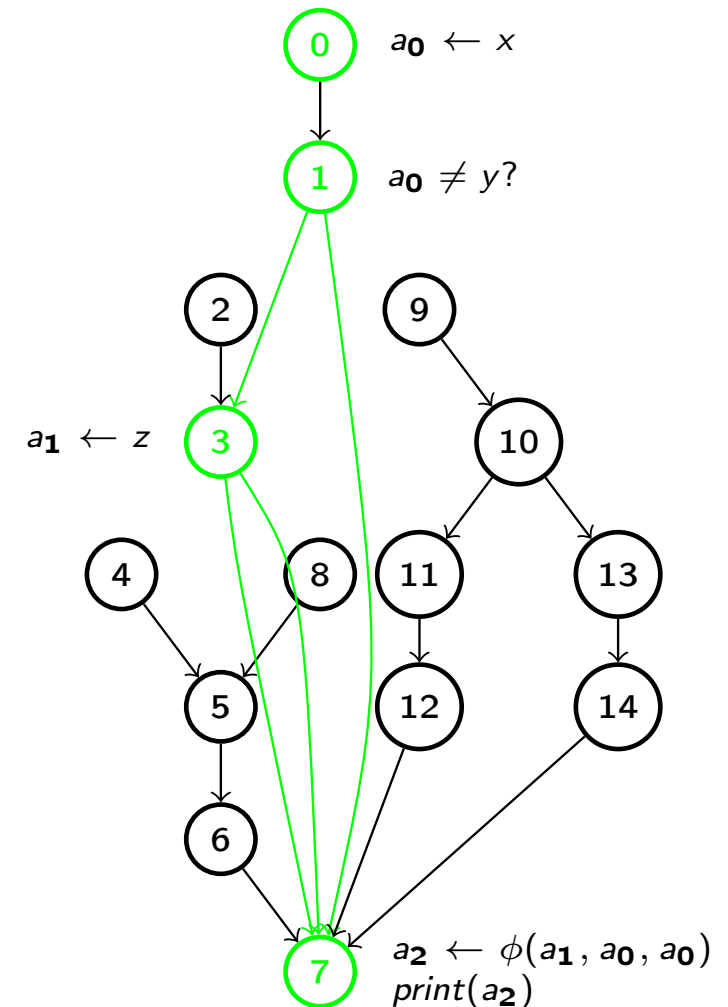 0 a₀ ← x
1 a₀ ≠ y?
2 9
a₁ ← z 3 10
4 8 11 13
5 12 14
6
7 a₂ ← ϕ(a₁, a₀, a₀)
print(a₂)